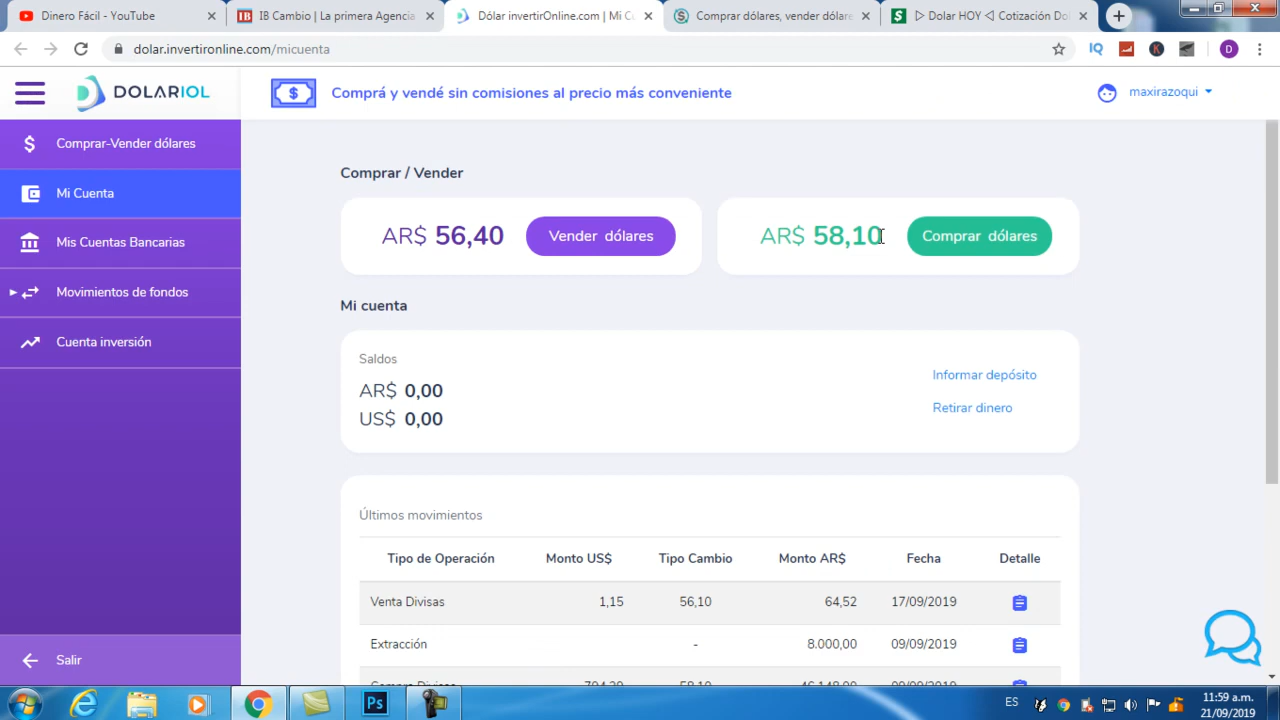 Dinero Fácil - YouTube
IB Cambio | La primera Agencia
Dólar invertirOnline.com | Mi Cu
Comprar dólares, vender dólare
▷ Dolar HOY ◁ Cotización Dol
dolar.invertironline.com/micuenta
IQ
K
D
DOLARIOL
$
Comprá y vendé sin comisiones al precio más conveniente
maxirazoqui
$ Comprar-Vender dólares
Mi Cuenta
Mis Cuentas Bancarias
Movimientos de fondos
Cuenta inversión
Salir
Comprar / Vender
AR$ 56,40
Vender dólares
AR$ 58,10
Comprar dólares
Mi cuenta
Saldos
AR$ 0,00
US$ 0,00
Informar depósito
Retirar dinero
Últimos movimientos
Tipo de Operación Monto US$ Tipo Cambio Monto AR$ Fecha Detalle
Venta Divisas 1,15 56,10 64,52 17/09/2019
Extracción - 8.000,00 09/09/2019
Ps
ES
11:59 a.m.
21/09/2019